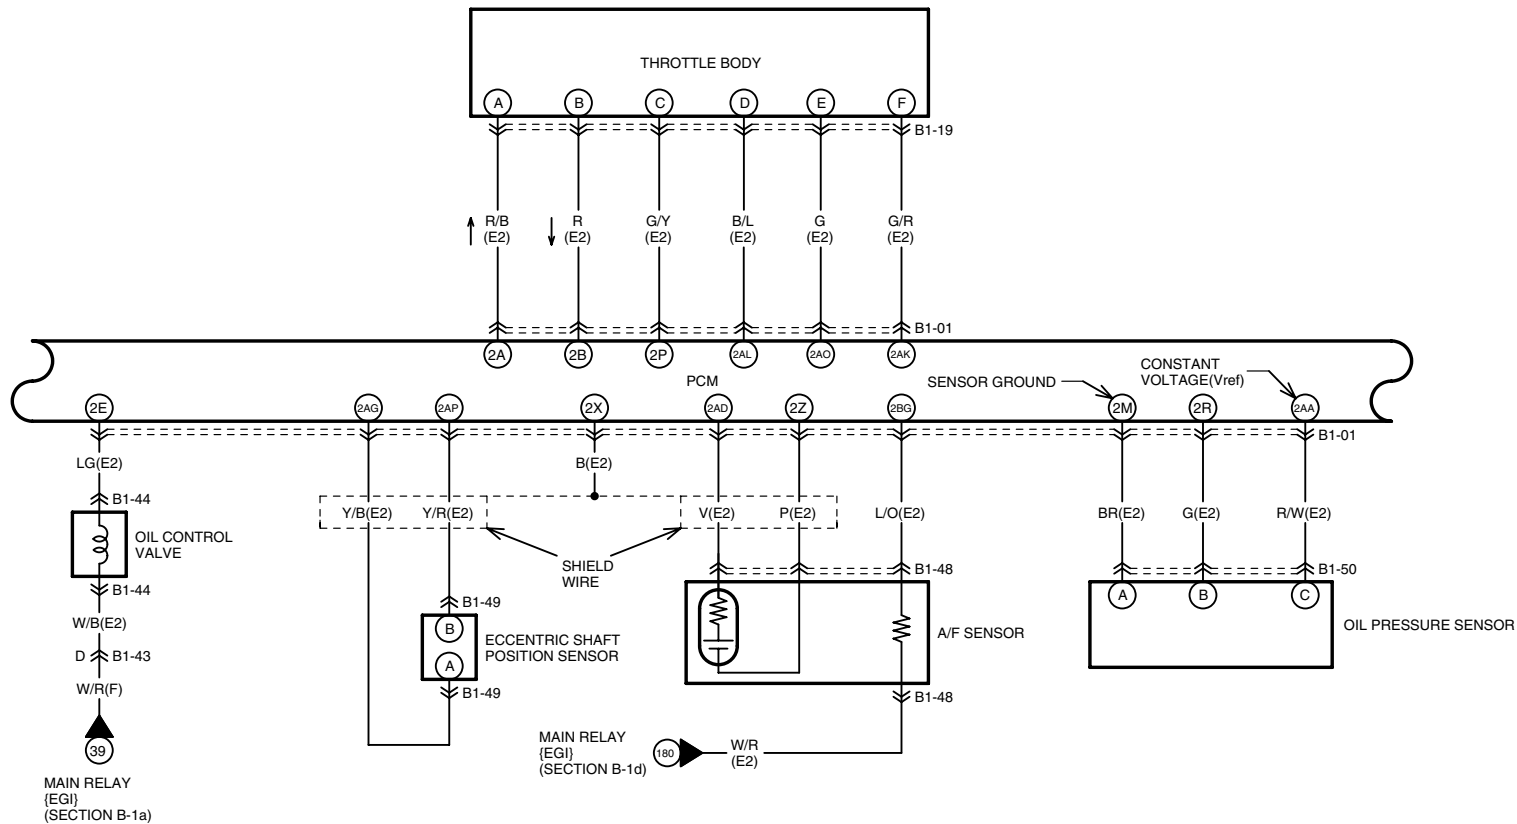 THROTTLE BODY
A B C D E F
B1-19
R/B R G/Y B/L G G/R
(E2) (E2) (E2) (E2) (E2) (E2)
B1-01
2A 2B 2P 2AL 2AO 2AK
CONSTANT
VOLTAGE(Vref)
PCM
SENSOR GROUND
2E 2AG 2AP 2X 2AD 2Z 2BG 2M 2R 2AA
B1-01
LG(E2) B(E2)
B1-44
Y/B(E2) Y/R(E2) V(E2) P(E2) L/O(E2) BR(E2) G(E2) R/W(E2)
OIL CONTROL
VALVE
SHIELD
WIRE
B1-48
B1-50
B1-44
B1-49
A B C
W/B(E2)
B
ECCENTRIC SHAFT
POSITION SENSOR
A/F SENSOR
OIL PRESSURE SENSOR
D B1-43
A
W/R(F)
B1-49
B1-48
39
MAIN RELAY
{EGI}
(SECTION B-1d)
180
W/R
(E2)
MAIN RELAY
{EGI}
(SECTION B-1a)